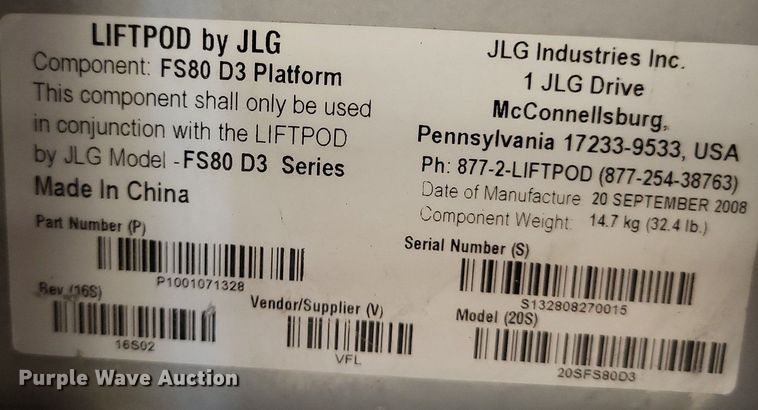 LIFTPOD by JLG
Component: FS80 D3 Platform
This component shall only be used
in conjunction with the LIFTPOD
by JLG Model -FS80 D3 Series
Made In China
JLG Industries Inc.
1 JLG Drive
McConnellsburg,
Pennsylvania 17233-9533, USA
Ph: 877-2-LIFTPOD (877-254-38763)
Date of Manufacture 20 SEPTEMBER 2008
Component Weight: 14.7 kg (32.4 lb.)
Part Number (P)
P1001071328
Serial Number (S)
S132808270015
Rev (16S)
16S02
Vendor/Supplier (V)
VFL
Model (20S)
20SFS80D3
Purple Wave Auction